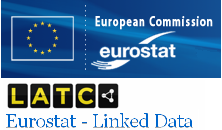 European Commission
eurostat
LATC
Eurostat - Linked Data